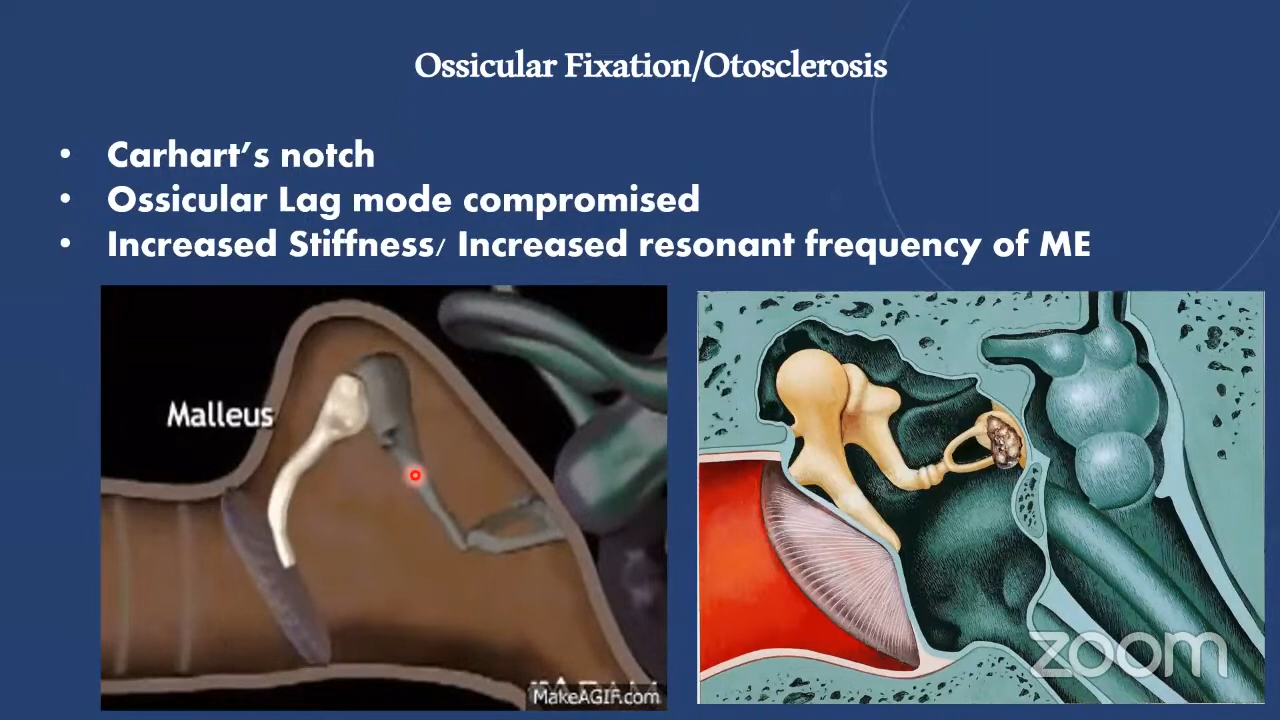 Ossicular Fixation/Otosclerosis
• Carhart's notch
• Ossicular Lag mode compromised
• Increased Stiffness/ Increased resonant frequency of ME
Malleus
MakeAGIF.com
zoom